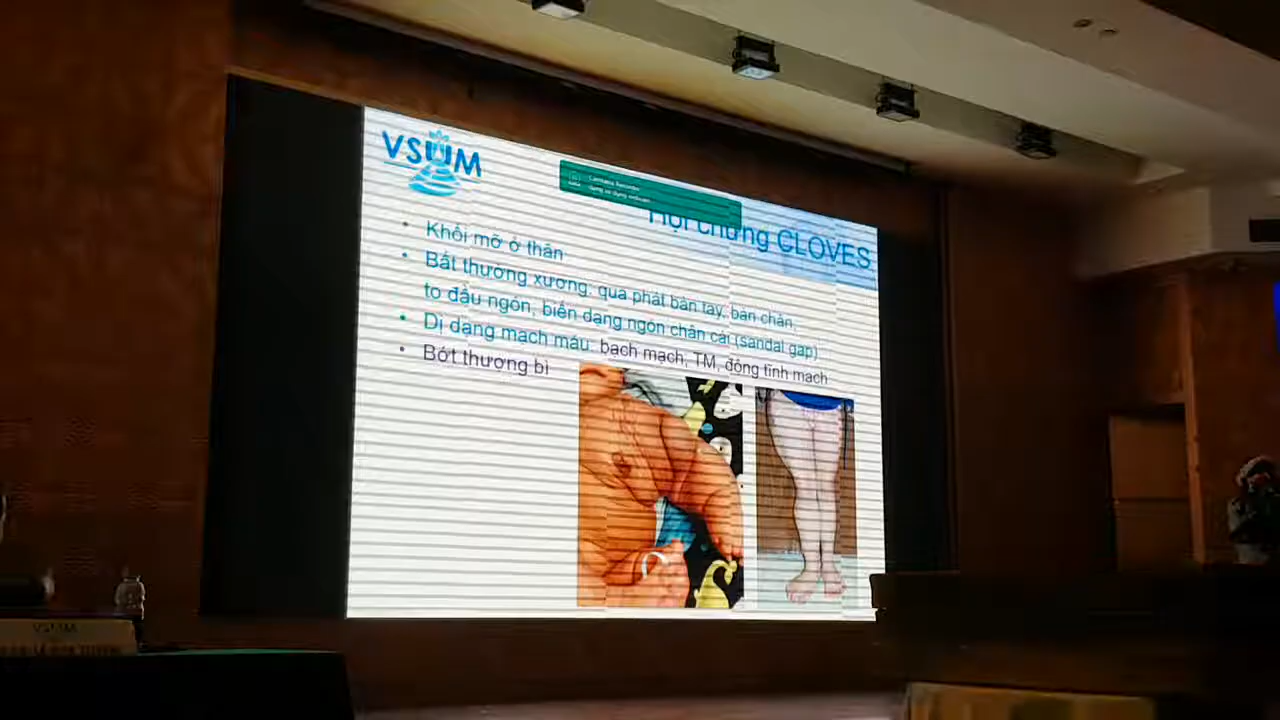 VSUM
Hội chứng CLOVES
• Khối mỡ ở thân
• Bất thường xương: quá phát bàn tay, bàn chân,
to đầu ngón, biến dạng ngón chân cái (sandal gap)
• Dị dạng mạch máu: bạch mạch, TM, động tĩnh mạch
• Bớt thượng bì
VSUM